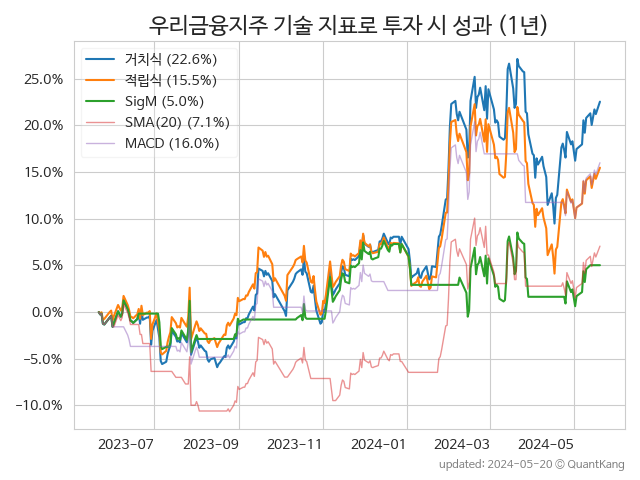 우리금융지주 기술 지표로 투자 시 성과 (1년)
거치식 (22.6%)
적립식 (15.5%)
SigM (5.0%)
SMA(20) (7.1%)
MACD (16.0%)
25.0%
20.0%
15.0%
10.0%
5.0%
0.0%
−5.0%
−10.0%
2023-07 2023-09 2023-11 2024-01 2024-03 2024-05
updated: 2024-05-20 © QuantKang